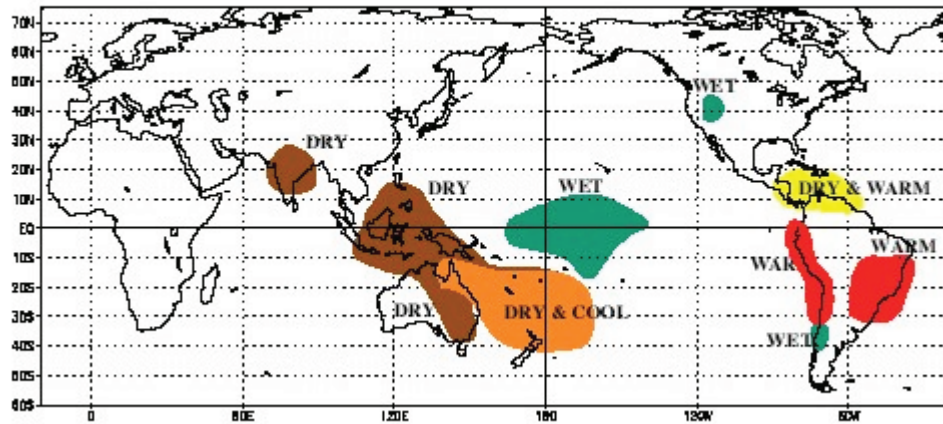 70N
60N
50N
40N
30N
20N
10N
EQ
10S
20S
30S
40S
50S
60S
0
60E
120E
180
120W
60W
WET
DRY
DRY
WET
DRY & WARM
WAR
WARM
DRY
DRY & COOL
WET